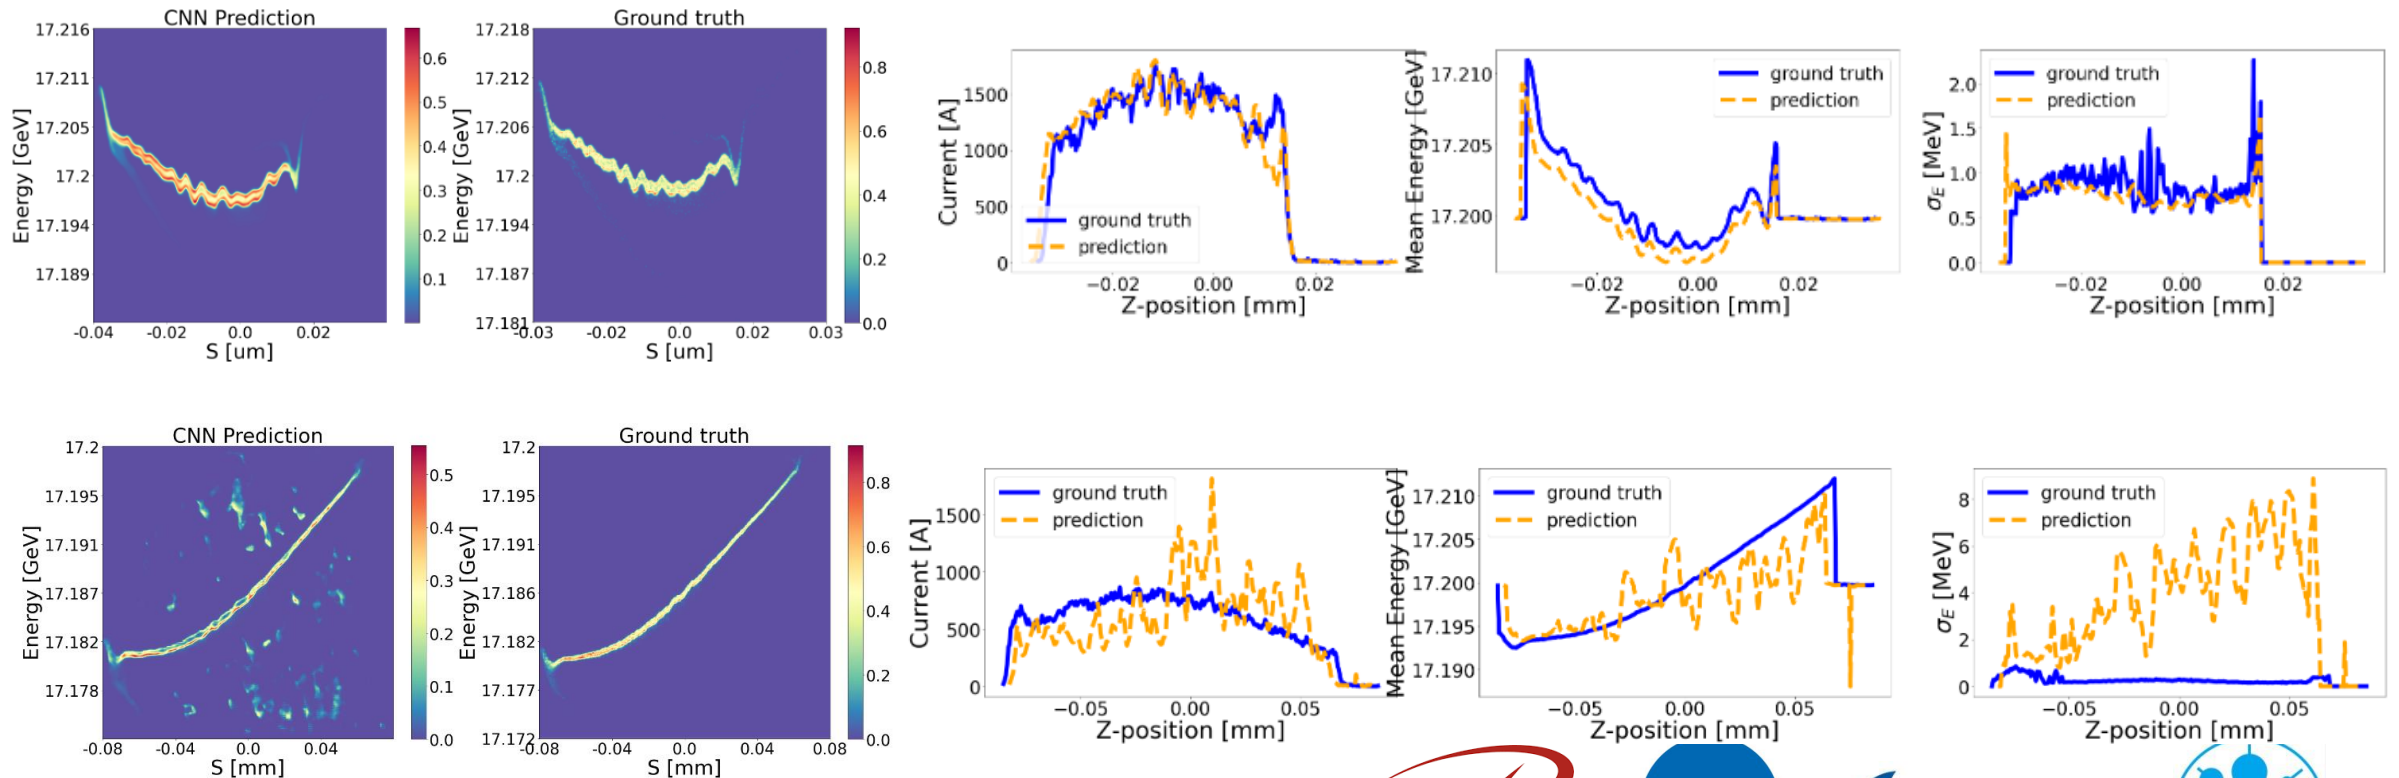 CNN Prediction
17.216
17.211
17.205
17.2
17.194
17.189
Energy [GeV]
-0.04 -0.02 0.0 0.02
S [um]
0.6
0.5
0.4
0.3
0.2
0.1
Ground truth
17.218
17.212
17.206
17.2
17.194
17.187
17.181
Energy [GeV]
-0.03 -0.02 0.0 0.02 0.03
S [um]
0.8
0.6
0.4
0.2
0.0
Current [A]
1500
1000
500
0
ground truth
prediction
−0.02 0.00 0.02
Z-position [mm]
Mean Energy [GeV]
17.210
17.205
17.200
ground truth
prediction
−0.02 0.00 0.02
Z-position [mm]
σE [MeV]
2.0
1.5
1.0
0.5
0.0
ground truth
prediction
−0.02 0.00 0.02
Z-position [mm]
CNN Prediction
17.2
17.195
17.191
17.187
17.182
17.178
Energy [GeV]
-0.08 -0.04 0.0 0.04
S [mm]
0.5
0.4
0.3
0.2
0.1
0.0
Ground truth
17.2
17.195
17.191
17.186
17.182
17.177
17.172
Energy [GeV]
-0.08 -0.04 0.0 0.04 0.08
S [mm]
0.8
0.6
0.4
0.2
0.0
Current [A]
1500
1000
500
0
ground truth
prediction
−0.05 0.00 0.05
Z-position [mm]
Mean Energy [GeV]
17.210
17.205
17.200
17.195
17.190
ground truth
prediction
−0.05 0.00 0.05
Z-position [mm]
σE [MeV]
8
6
4
2
0
ground truth
prediction
−0.05 0.00 0.05
Z-position [mm]